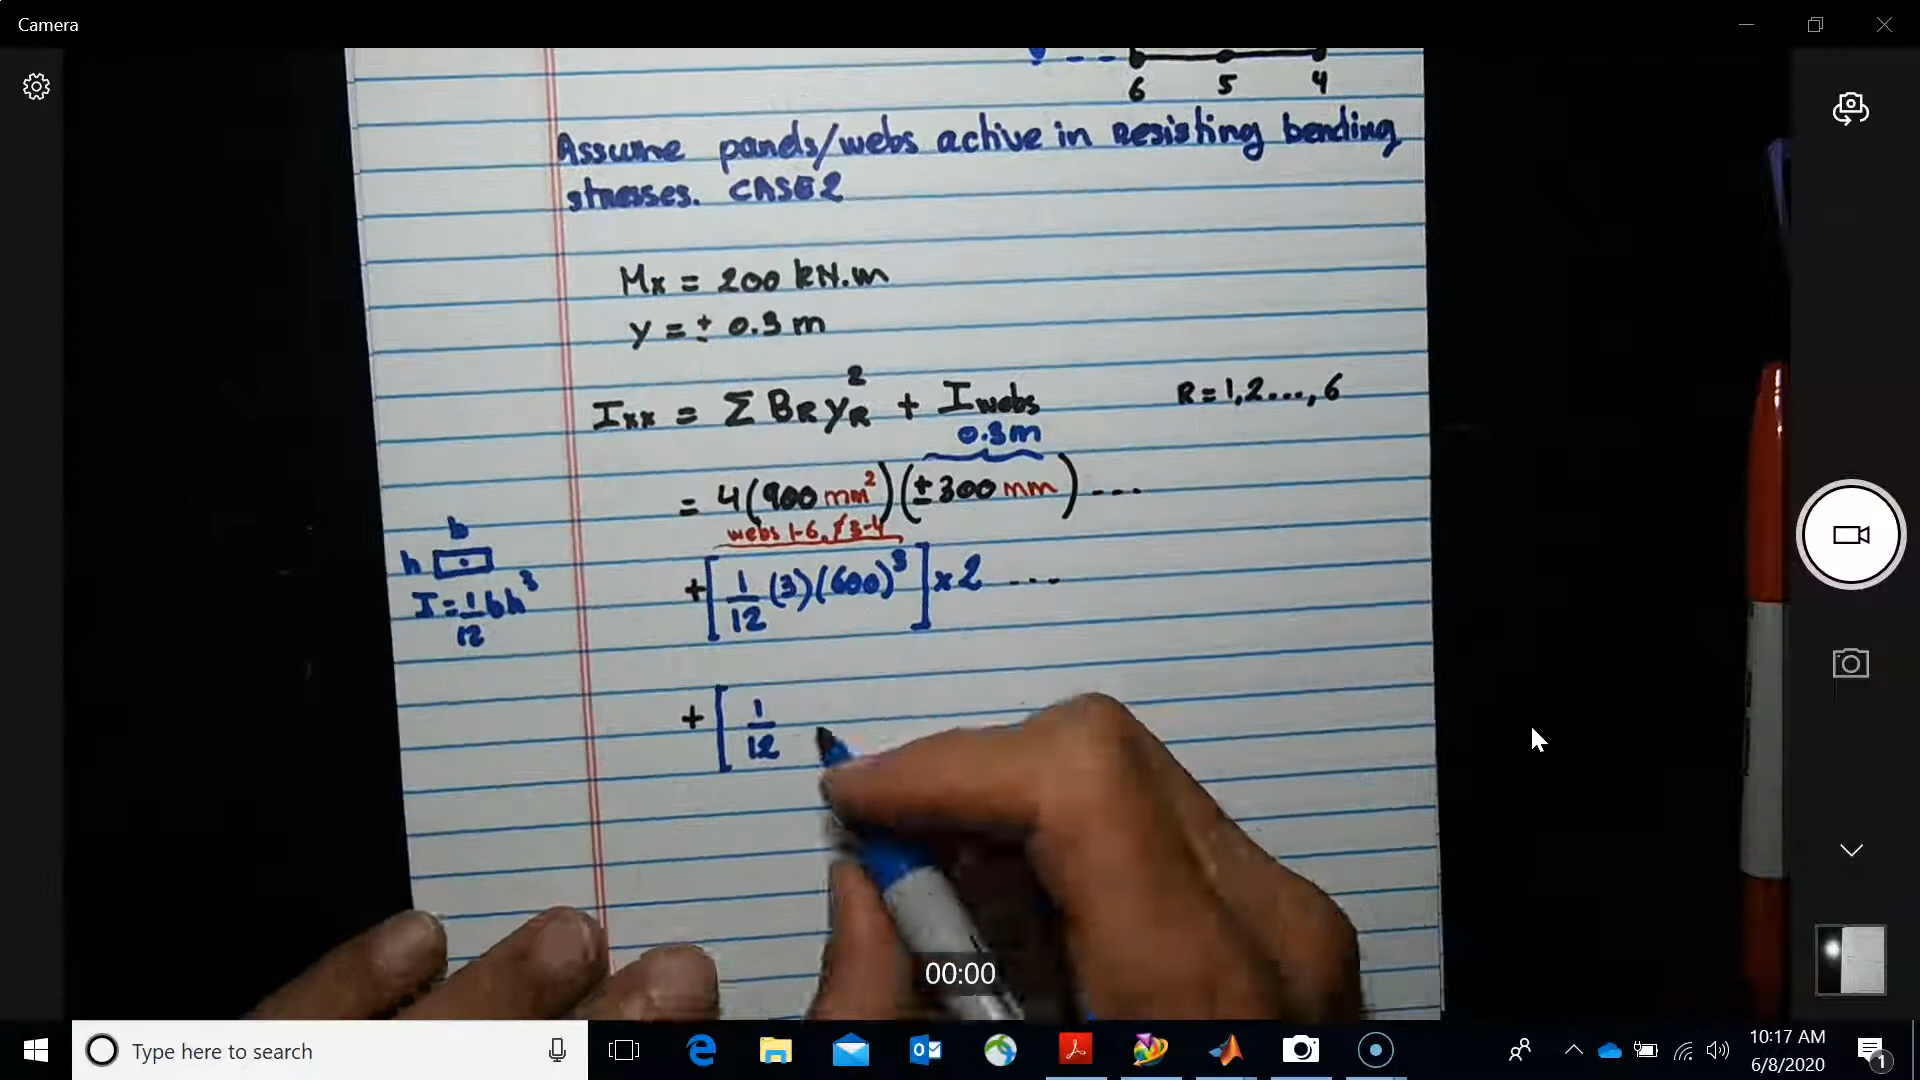 Camera
6 5 4
Assume panels/webs active in resisting bending
stresses. CASE 2
Mx = 200 kN.m
y = ± 0.3 m
Ixx = Σ BR yR² + Iwebs R = 1,2...,6
0.3m
= 4(900 mm²)(±300 mm) ...
webs 1-6, & 3-4
b
h
+[1/12 (3)(600)³] x 2 ...
I = 1/12 bh³
+[1/12
00:00
Type here to search
10:17 AM
6/8/2020
1